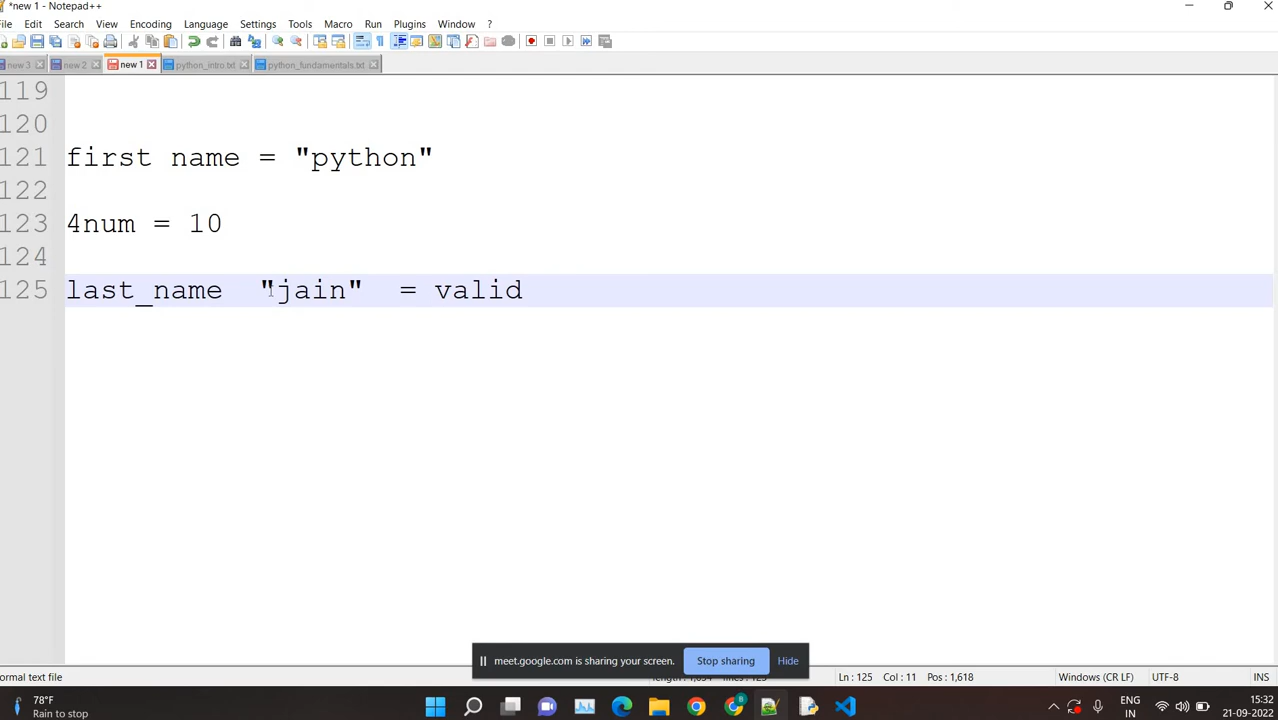 *new 1 - Notepad++
File Edit Search View Encoding Language Settings Tools Macro Run Plugins Window ?
new 3 new 2 new 1 python_intro.txt python_fundamentals.txt
119
120
121 first name = "python"
122
123 4num = 10
124
125 last_name "jain" = valid
meet.google.com is sharing your screen. Stop sharing Hide
ormal text file Ln : 125 Col : 11 Pos : 1,618 Windows (CR LF) UTF-8 INS
78°F
Rain to stop
ENG
IN
15:32
21-09-2022